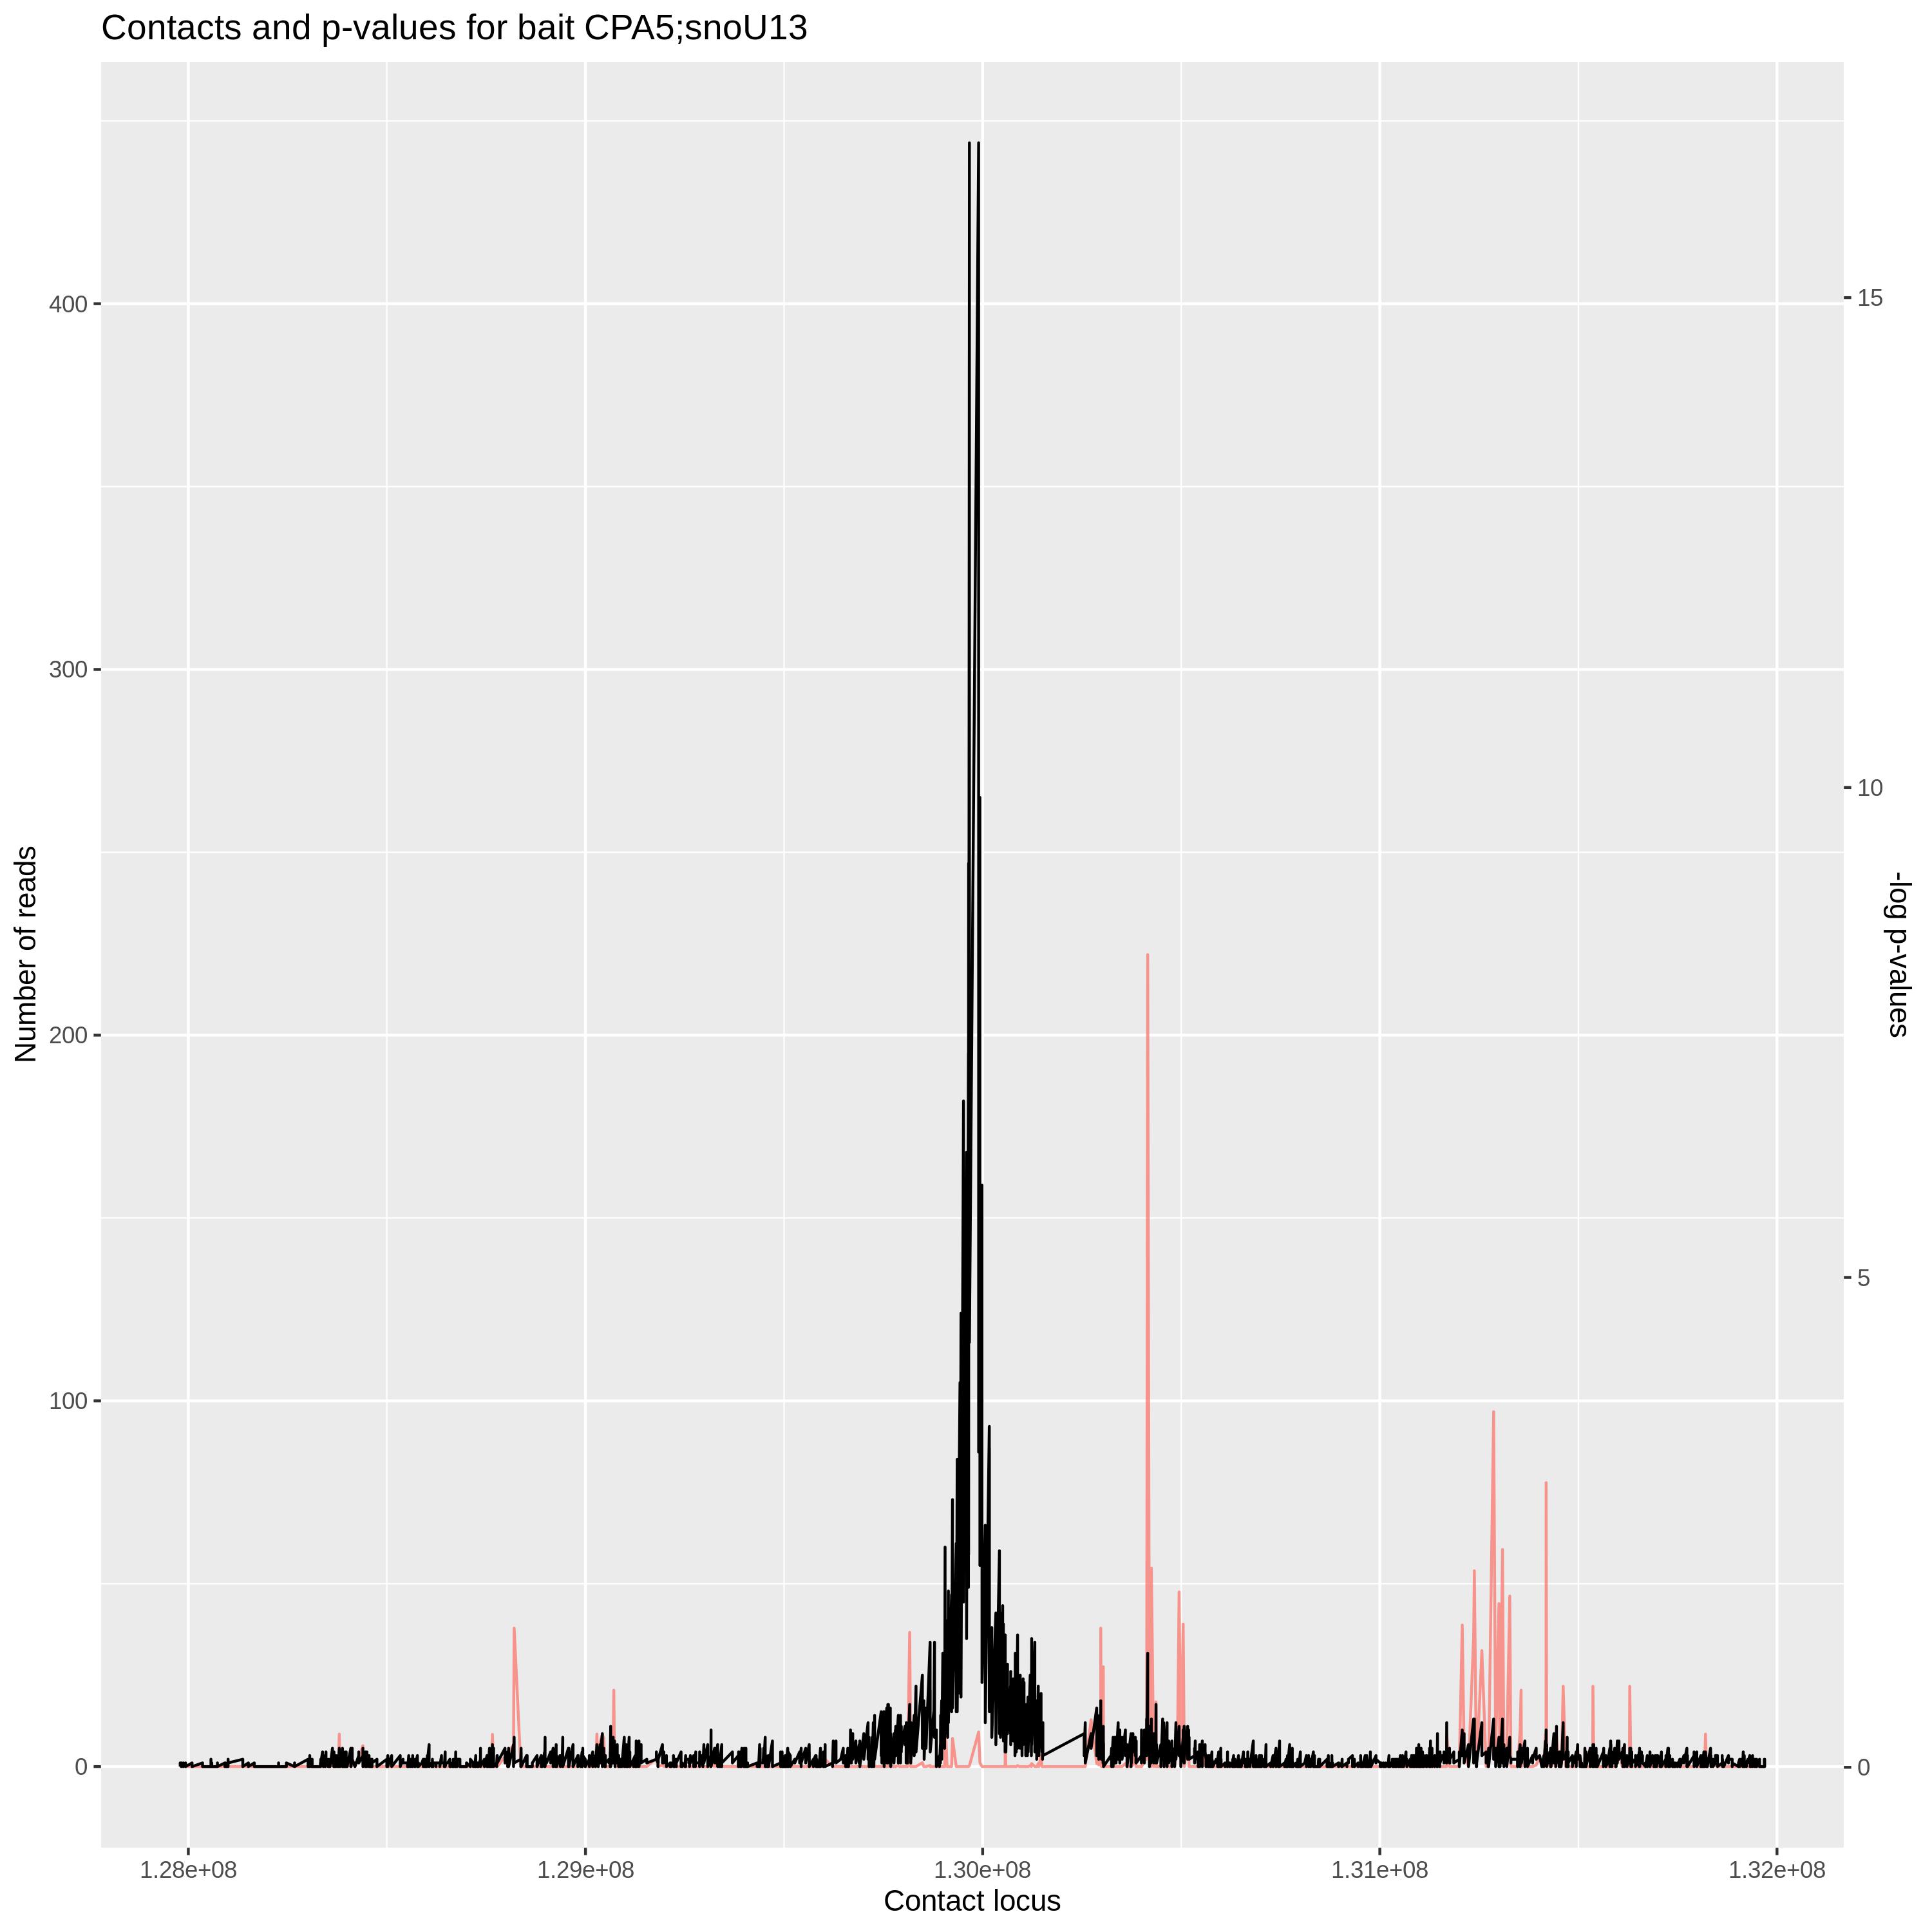 Contacts and p-values for bait CPA5;snoU13
400
300
200
100
0
Number of reads
15
10
5
0
-log p-values
1.28e+08
1.29e+08
1.30e+08
1.31e+08
1.32e+08
Contact locus